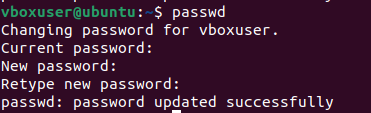 vboxuser@ubuntu:~$ passwd
Changing password for vboxuser.
Current password:
New password:
Retype new password:
passwd: password updated successfully